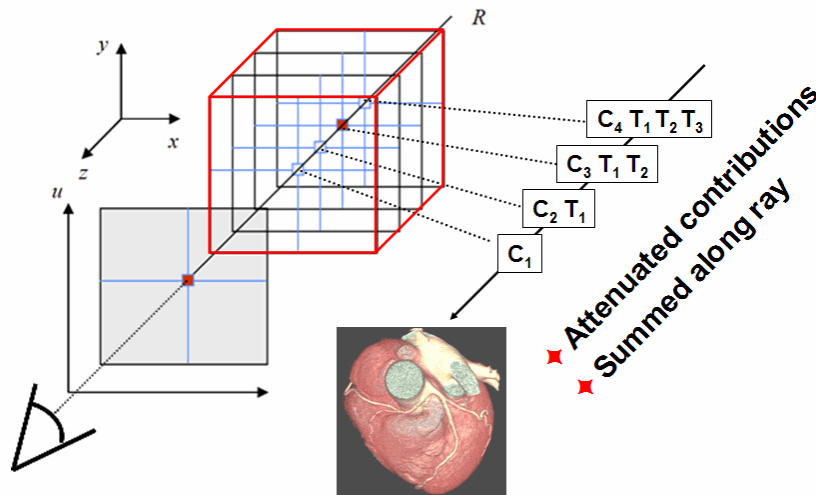 R
y
x
z
u
C4 T1 T2 T3
C3 T1 T2
C2 T1
C1
Attenuated contributions
Summed along ray